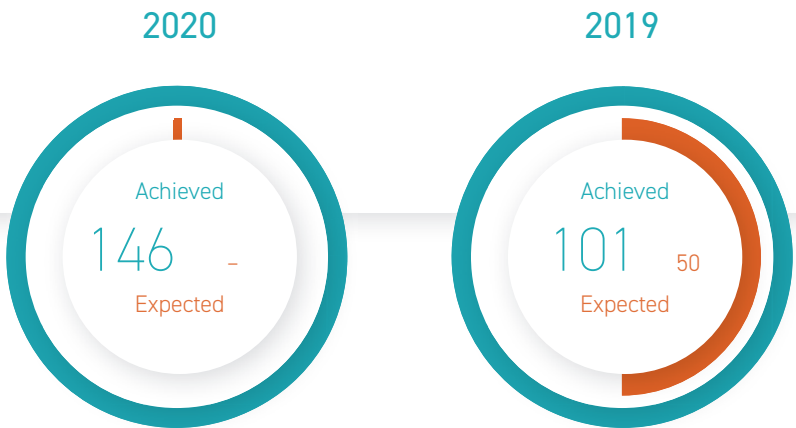 2020
Achieved
146 –
Expected
2019
Achieved
101 50
Expected